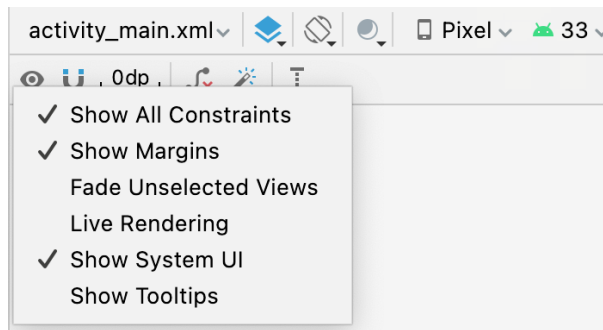 activity_main.xml Pixel 33
0dp
Show All Constraints
Show Margins
Fade Unselected Views
Live Rendering
Show System UI
Show Tooltips